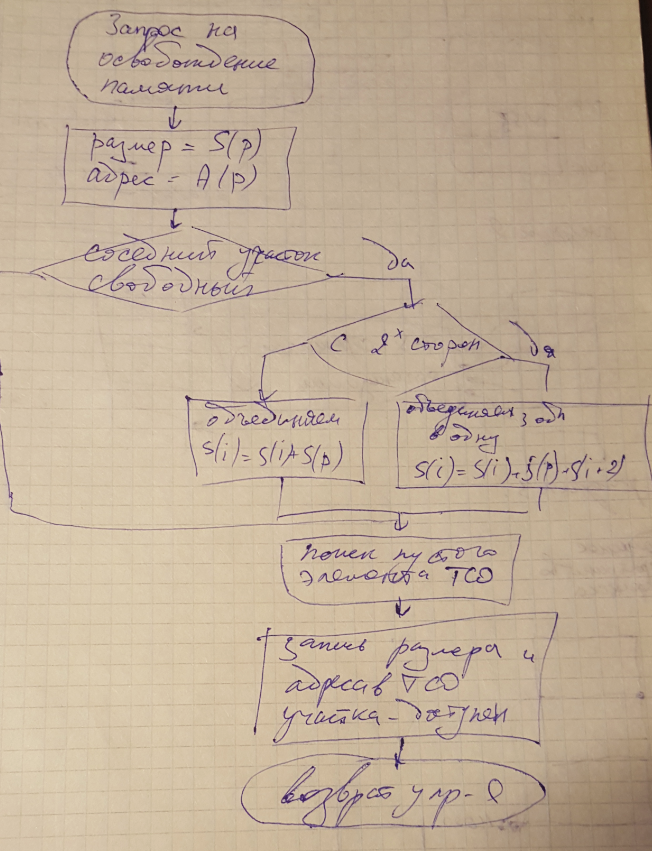 Запрос на
освобождение
памяти
размер = S(p)
адрес - A(p)
соседний участок
свободный
да
с 2х сторон
да
объединяем
S(i)=S(i)+S(p)
объединяем 3 обл
в одну
S(i)=S(i)+S(p)+S(i+2)
поиск пустого
элемента ТСО
запись размера и
адреса в ТСО
участка - доступен
возврат упр-я